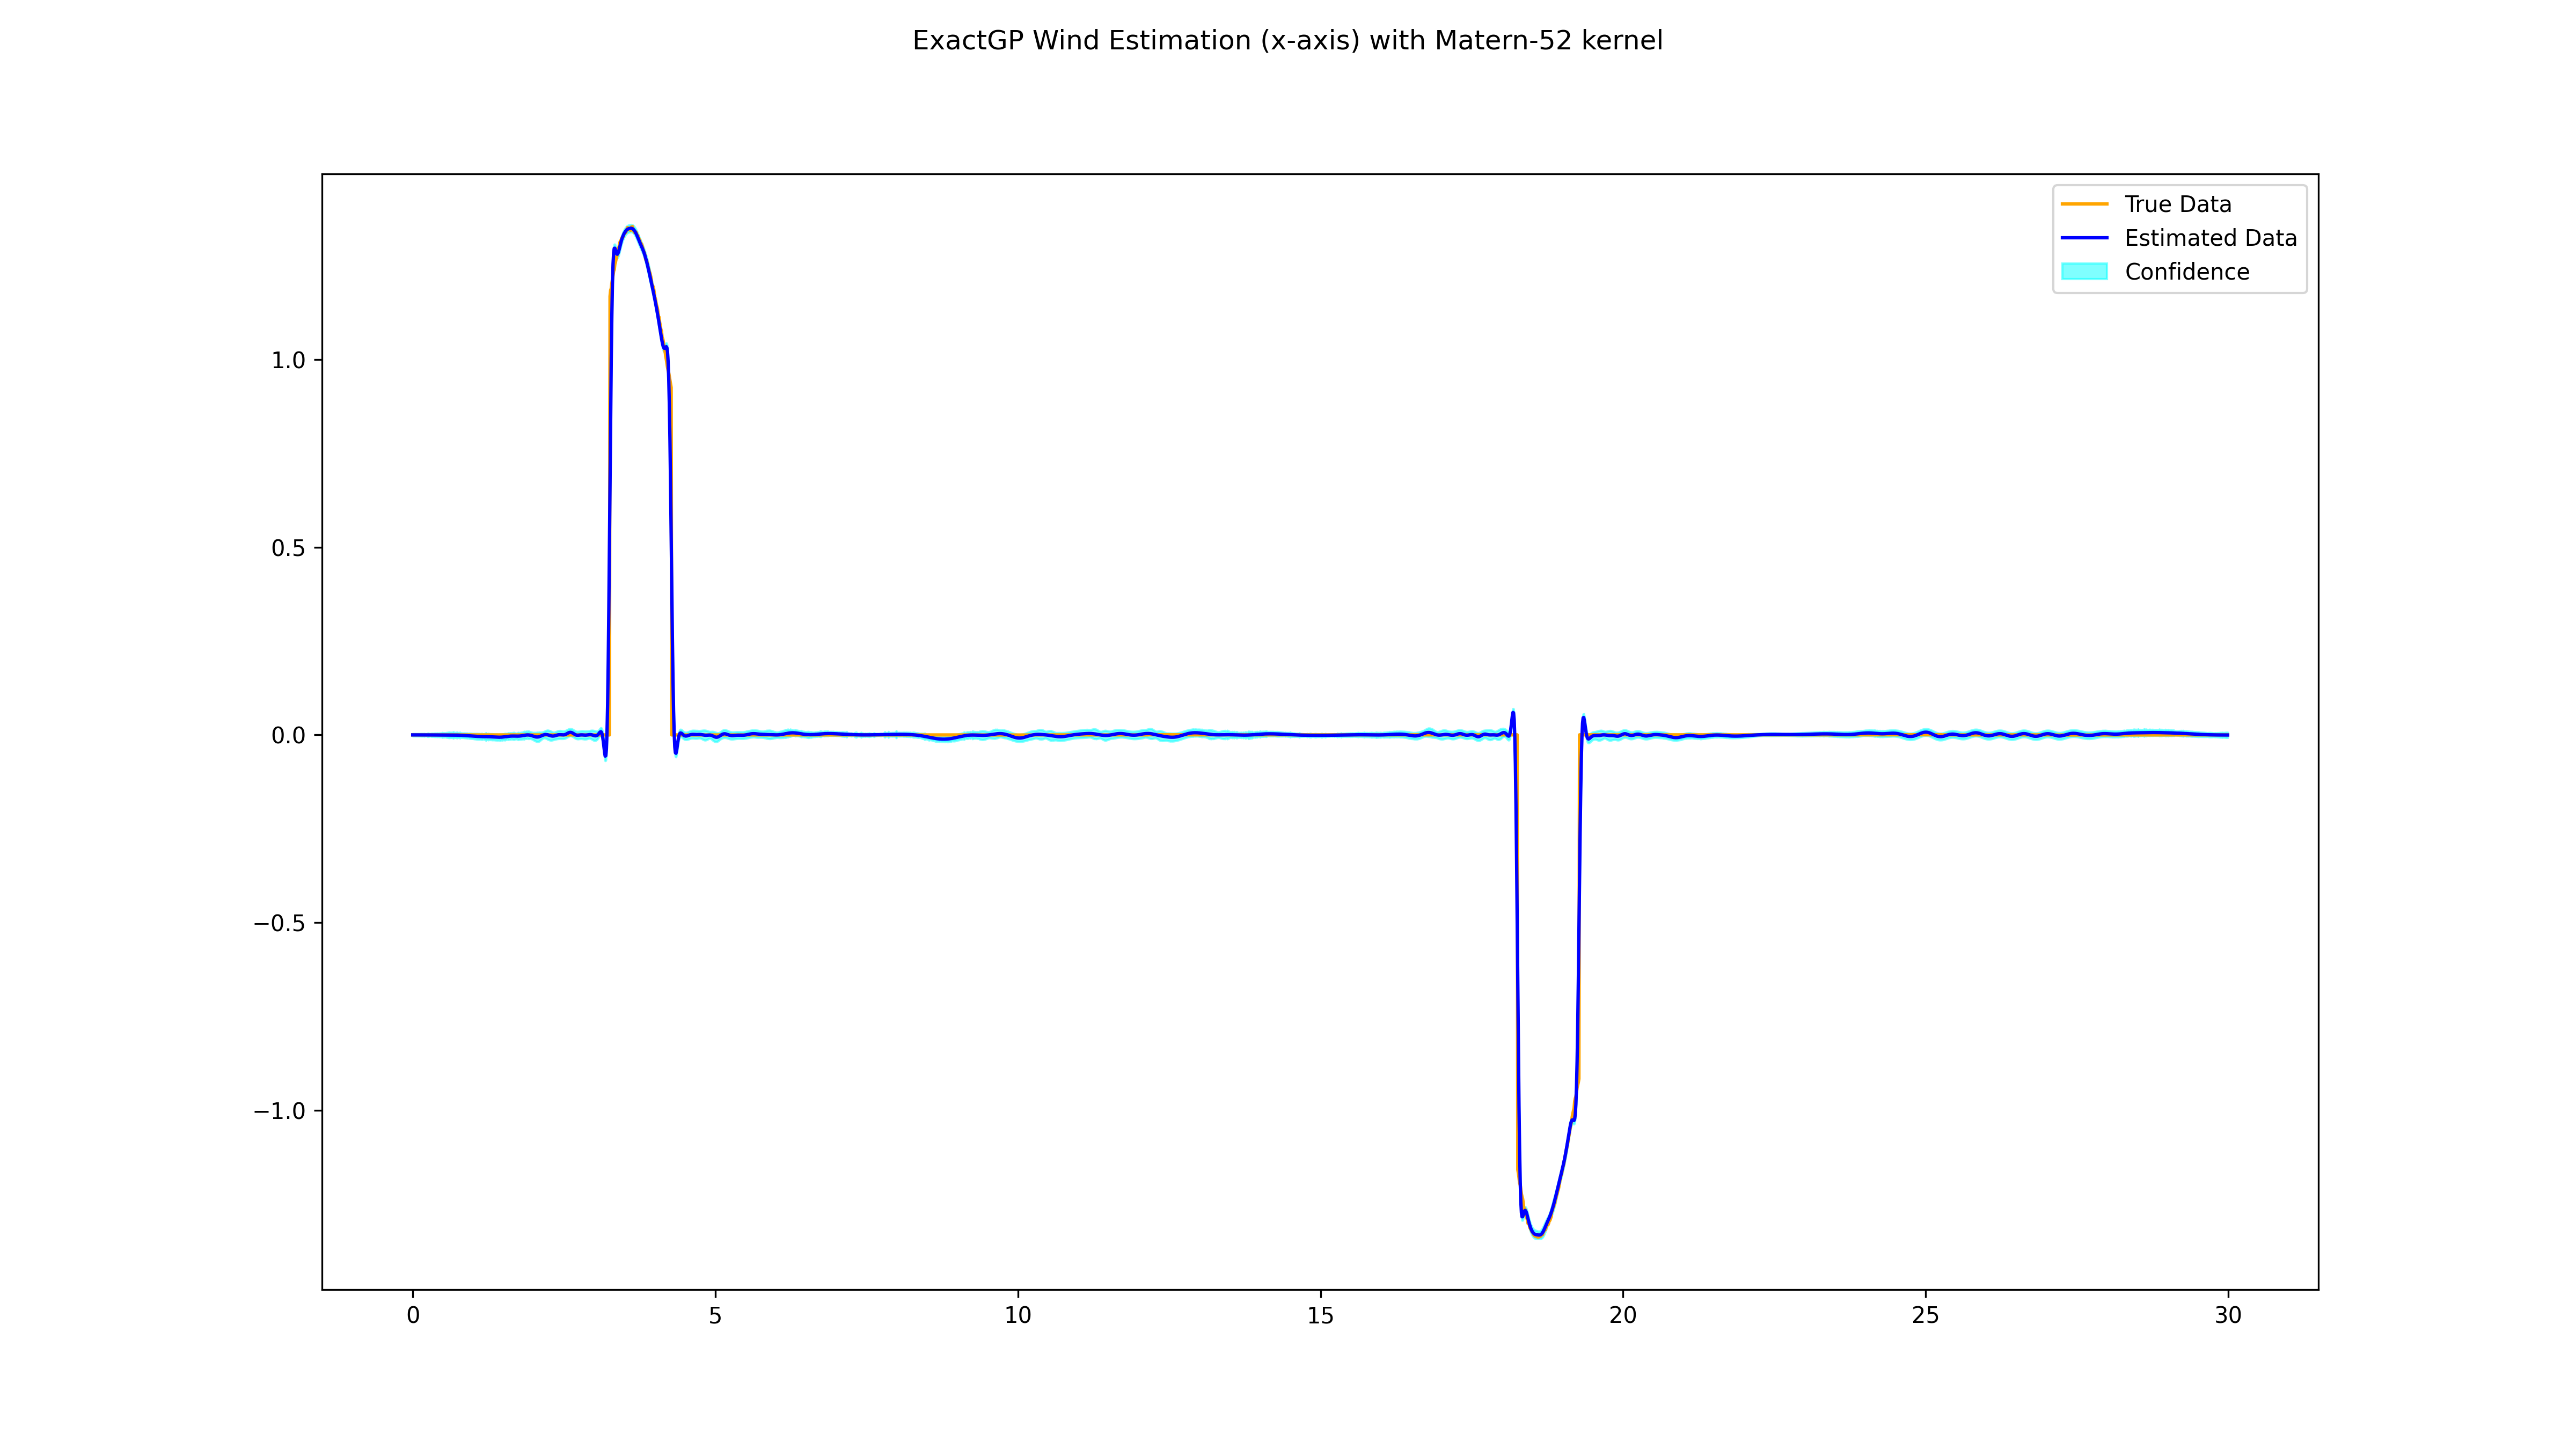 ExactGP Wind Estimation (x-axis) with Matern-52 kernel
True Data
Estimated Data
Confidence
1.0
0.5
0.0
−0.5
−1.0
0 5 10 15 20 25 30